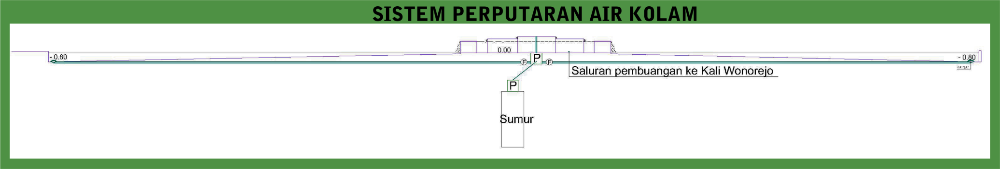 SISTEM PERPUTARAN AIR KOLAM
0.00
- 0.80
P
- 0.80
F
F
Saluran pembuangan ke Kali Wonorejo
P
Sumur